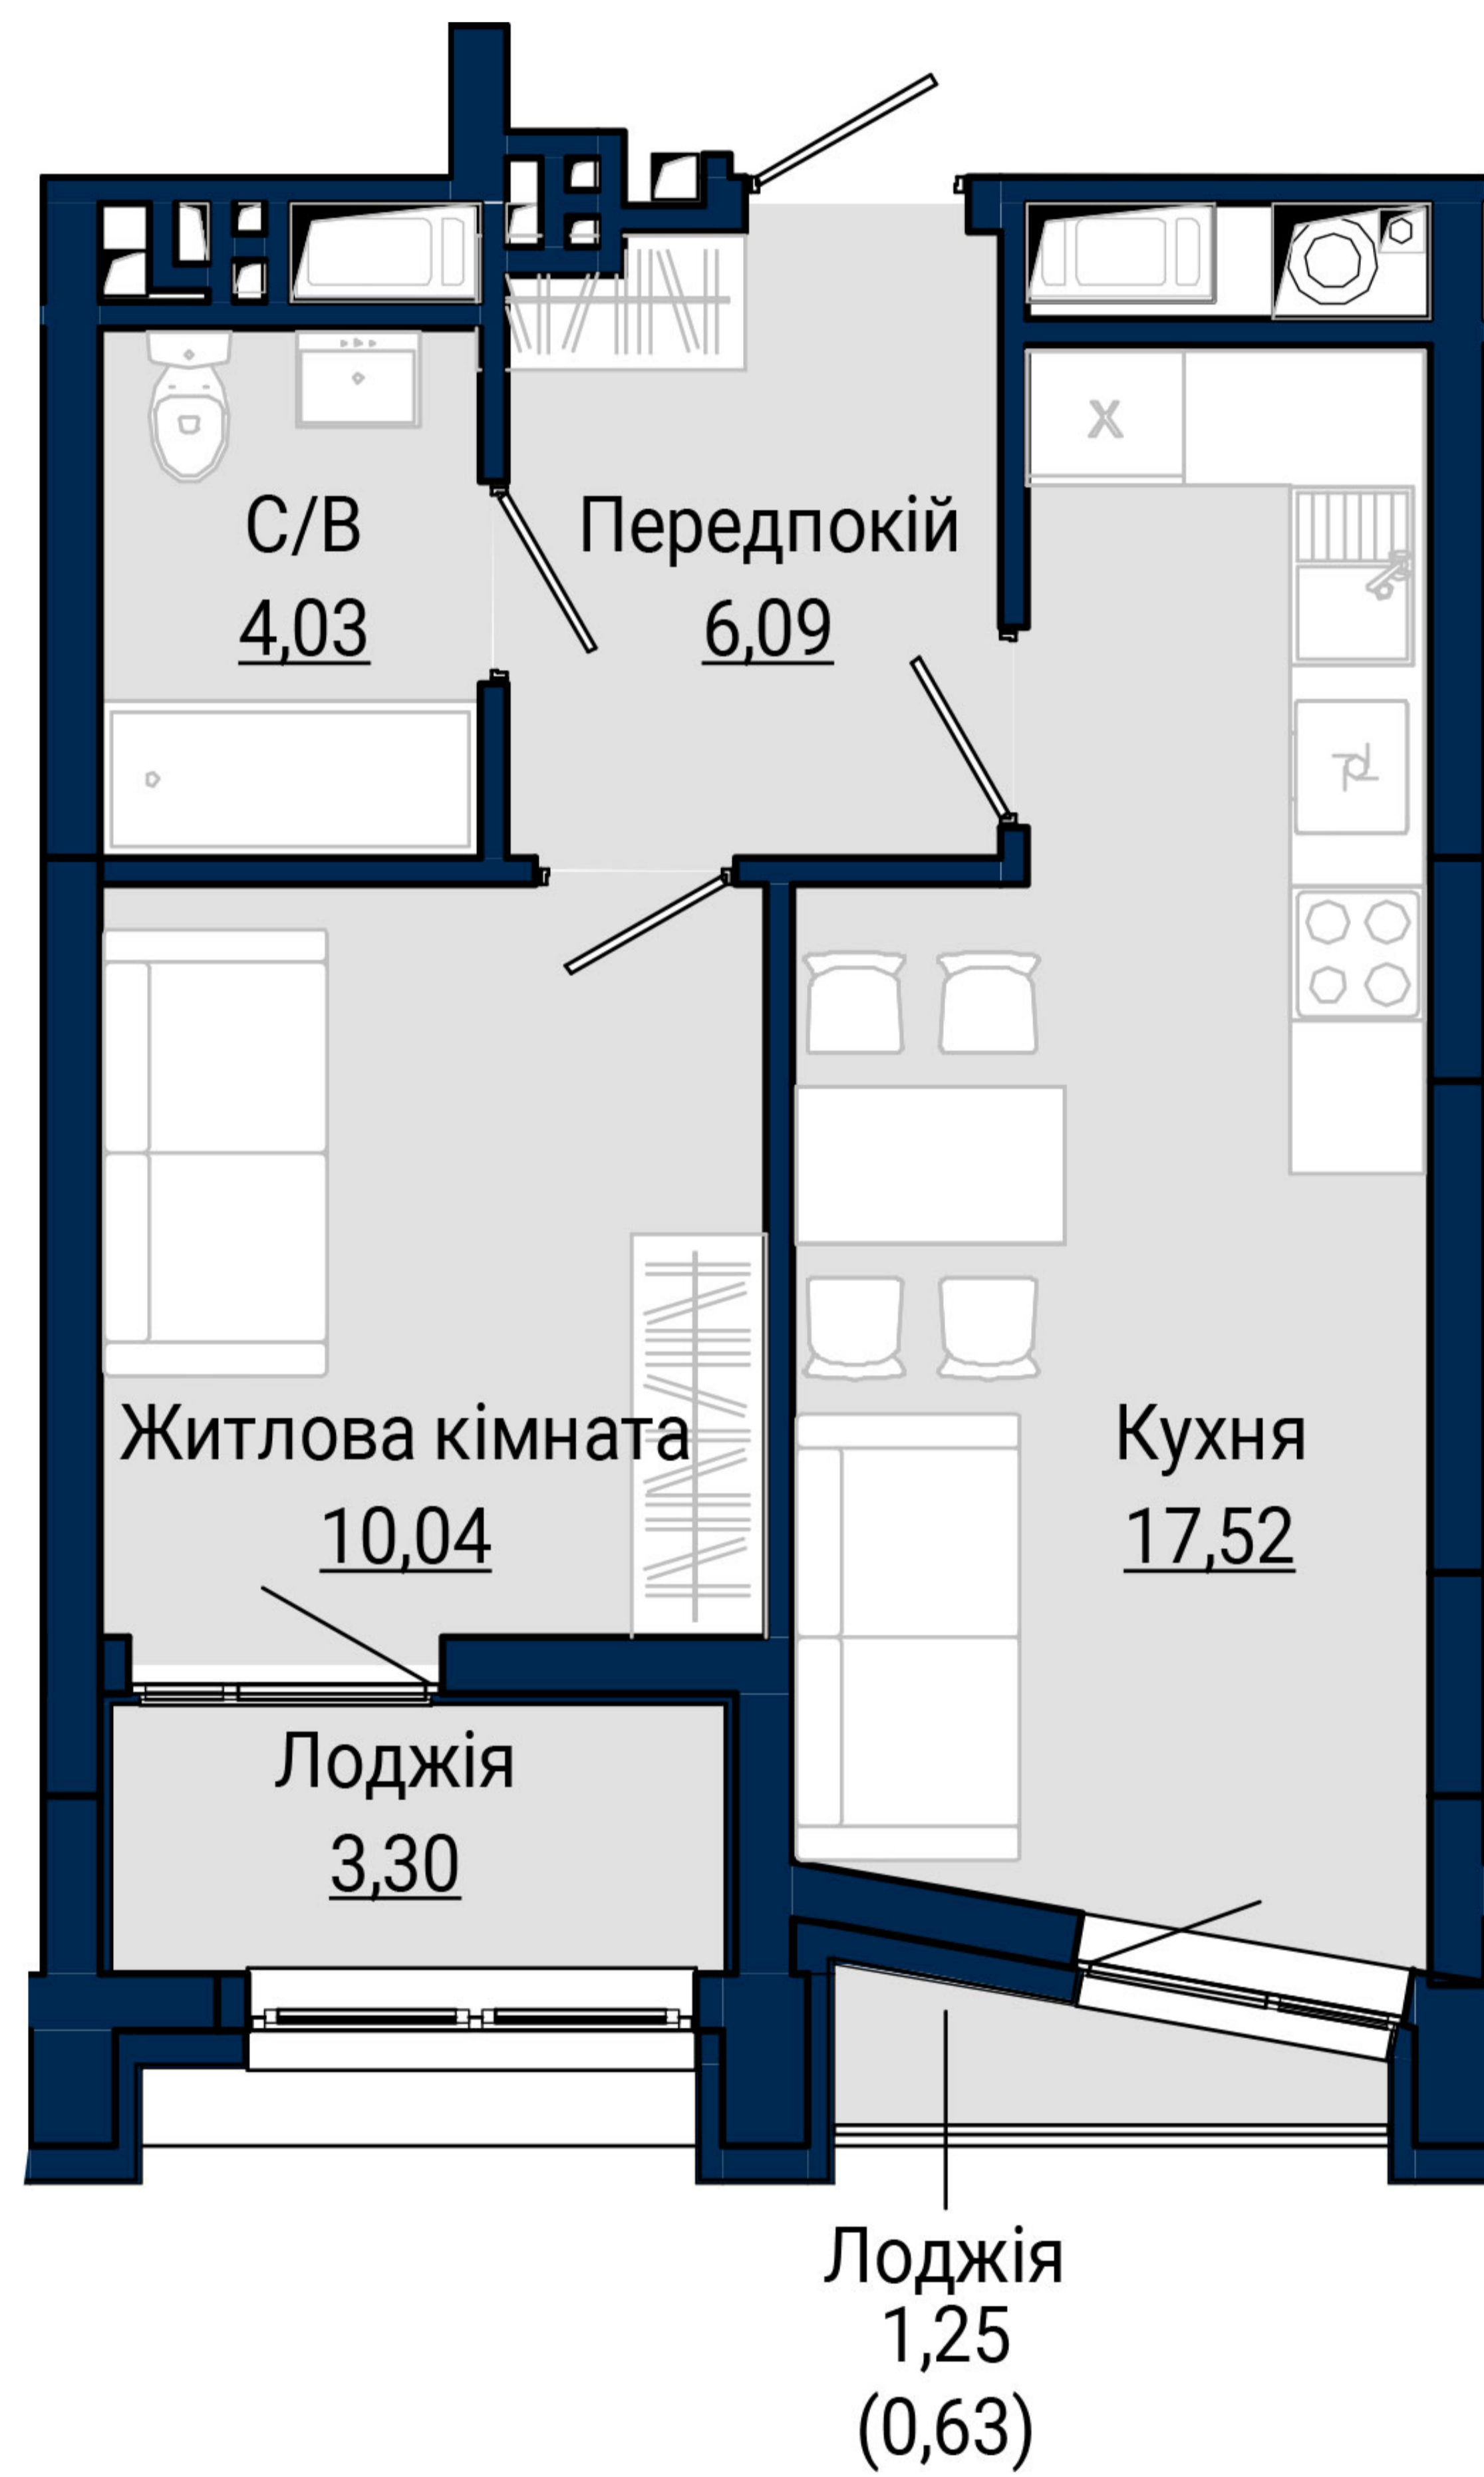 С/В
4,03
Передпокій
6,09
Житлова кімната
10,04
Кухня
17,52
Лоджія
3,30
Лоджія
1,25
(0,63)